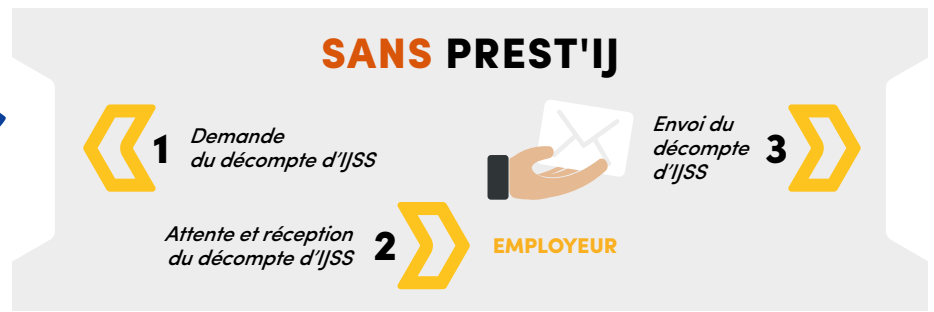 SANS PREST'IJ
1
Demande
du décompte d'IJSS
Attente et réception
du décompte d'IJSS
2
EMPLOYEUR
Envoi du
décompte
d'IJSS
3